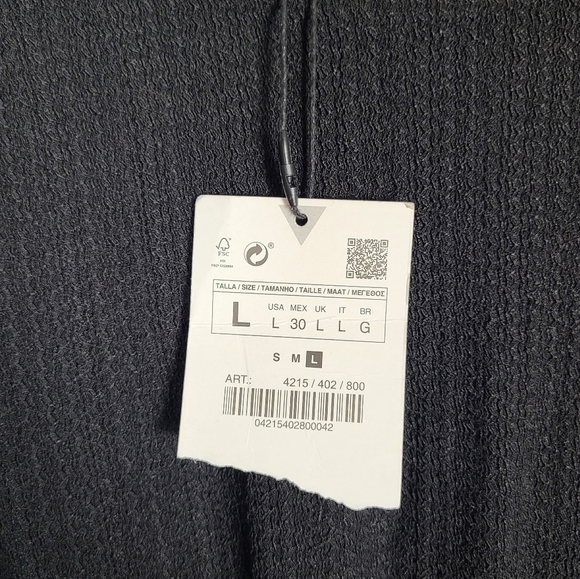 FSC
®
TALLA / SIZE / TAMANHO / TAILLE / MAAT / ΜΕΓΕΘΟΣ
L
USA MEX UK IT BR
L 30 L L G
S M L
ART.: 4215 / 402 / 800
04215402800042